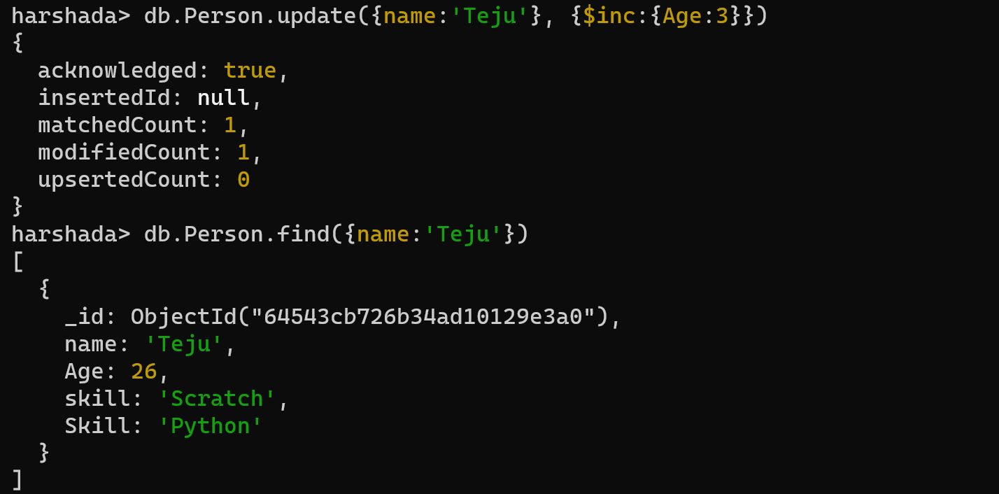 harshada> db.Person.update({name:'Teju'}, {$inc:{Age:3}})
{
  acknowledged: true,
  insertedId: null,
  matchedCount: 1,
  modifiedCount: 1,
  upsertedCount: 0
}
harshada> db.Person.find({name:'Teju'})
[
  {
    _id: ObjectId("64543cb726b34ad10129e3a0"),
    name: 'Teju',
    Age: 26,
    skill: 'Scratch',
    Skill: 'Python'
  }
]